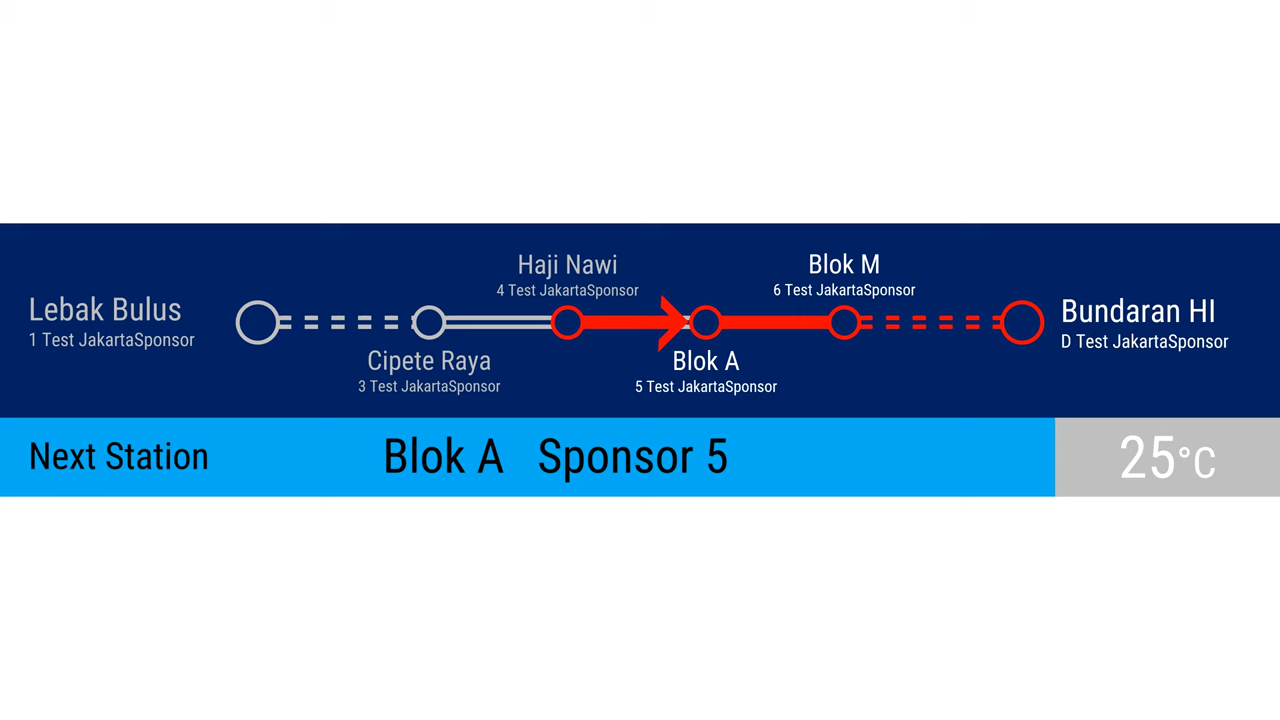 Haji Nawi
4 Test JakartaSponsor
Blok M
6 Test JakartaSponsor
Lebak Bulus
1 Test JakartaSponsor
Bundaran HI
D Test JakartaSponsor
Cipete Raya
3 Test JakartaSponsor
Blok A
5 Test JakartaSponsor
Next Station
Blok A Sponsor 5
25°C